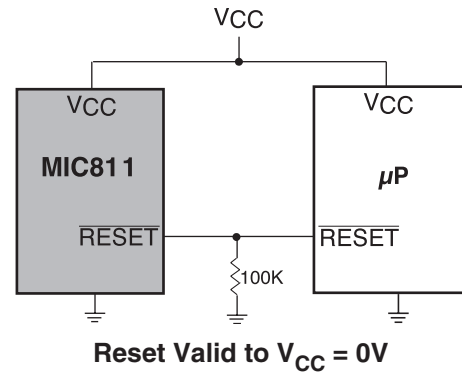 VCC
VCC
VCC
MIC811
µP
RESET
RESET
100K
Reset Valid to VCC = 0V